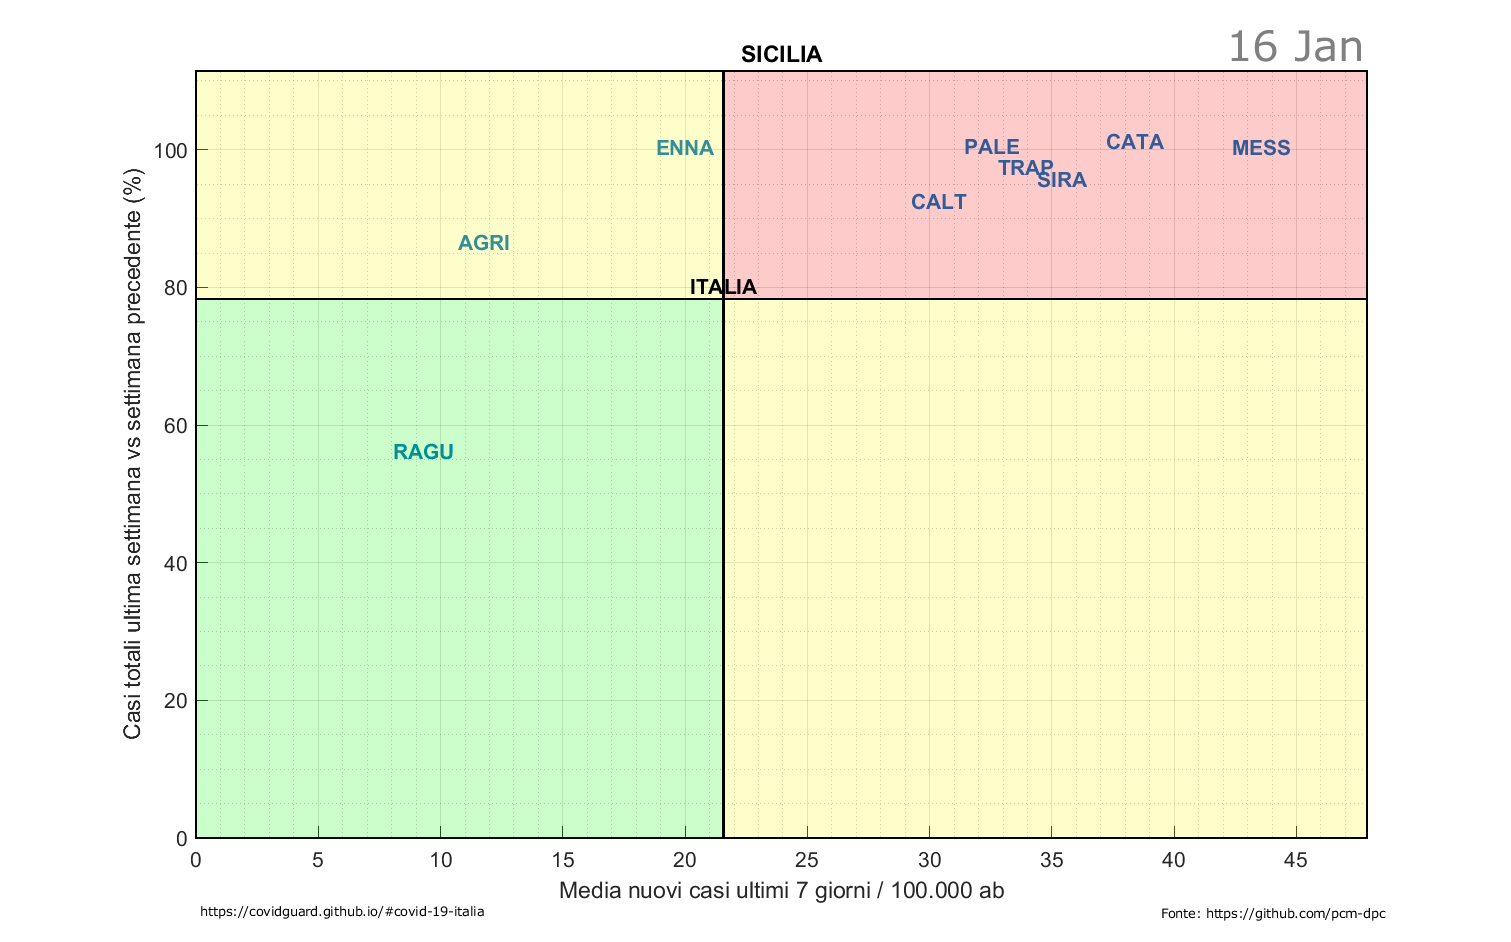 16 Jan
SICILIA
Casi totali ultima settimana vs settimana precedente (%)
100
80
60
40
20
0
ENNA
PALE
CATA
MESS
TRAP
SIRA
CALT
AGRI
ITALIA
RAGU
0 5 10 15 20 25 30 35 40 45
Media nuovi casi ultimi 7 giorni / 100.000 ab
https://covidguard.github.io/#covid-19-italia
Fonte: https://github.com/pcm-dpc